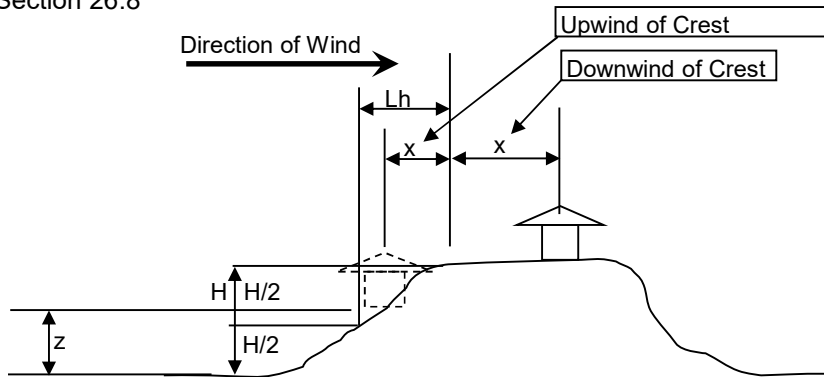 Section 26.8
Upwind of Crest
Direction of Wind
Downwind of Crest
Lh
x
x
H
H/2
z
H/2